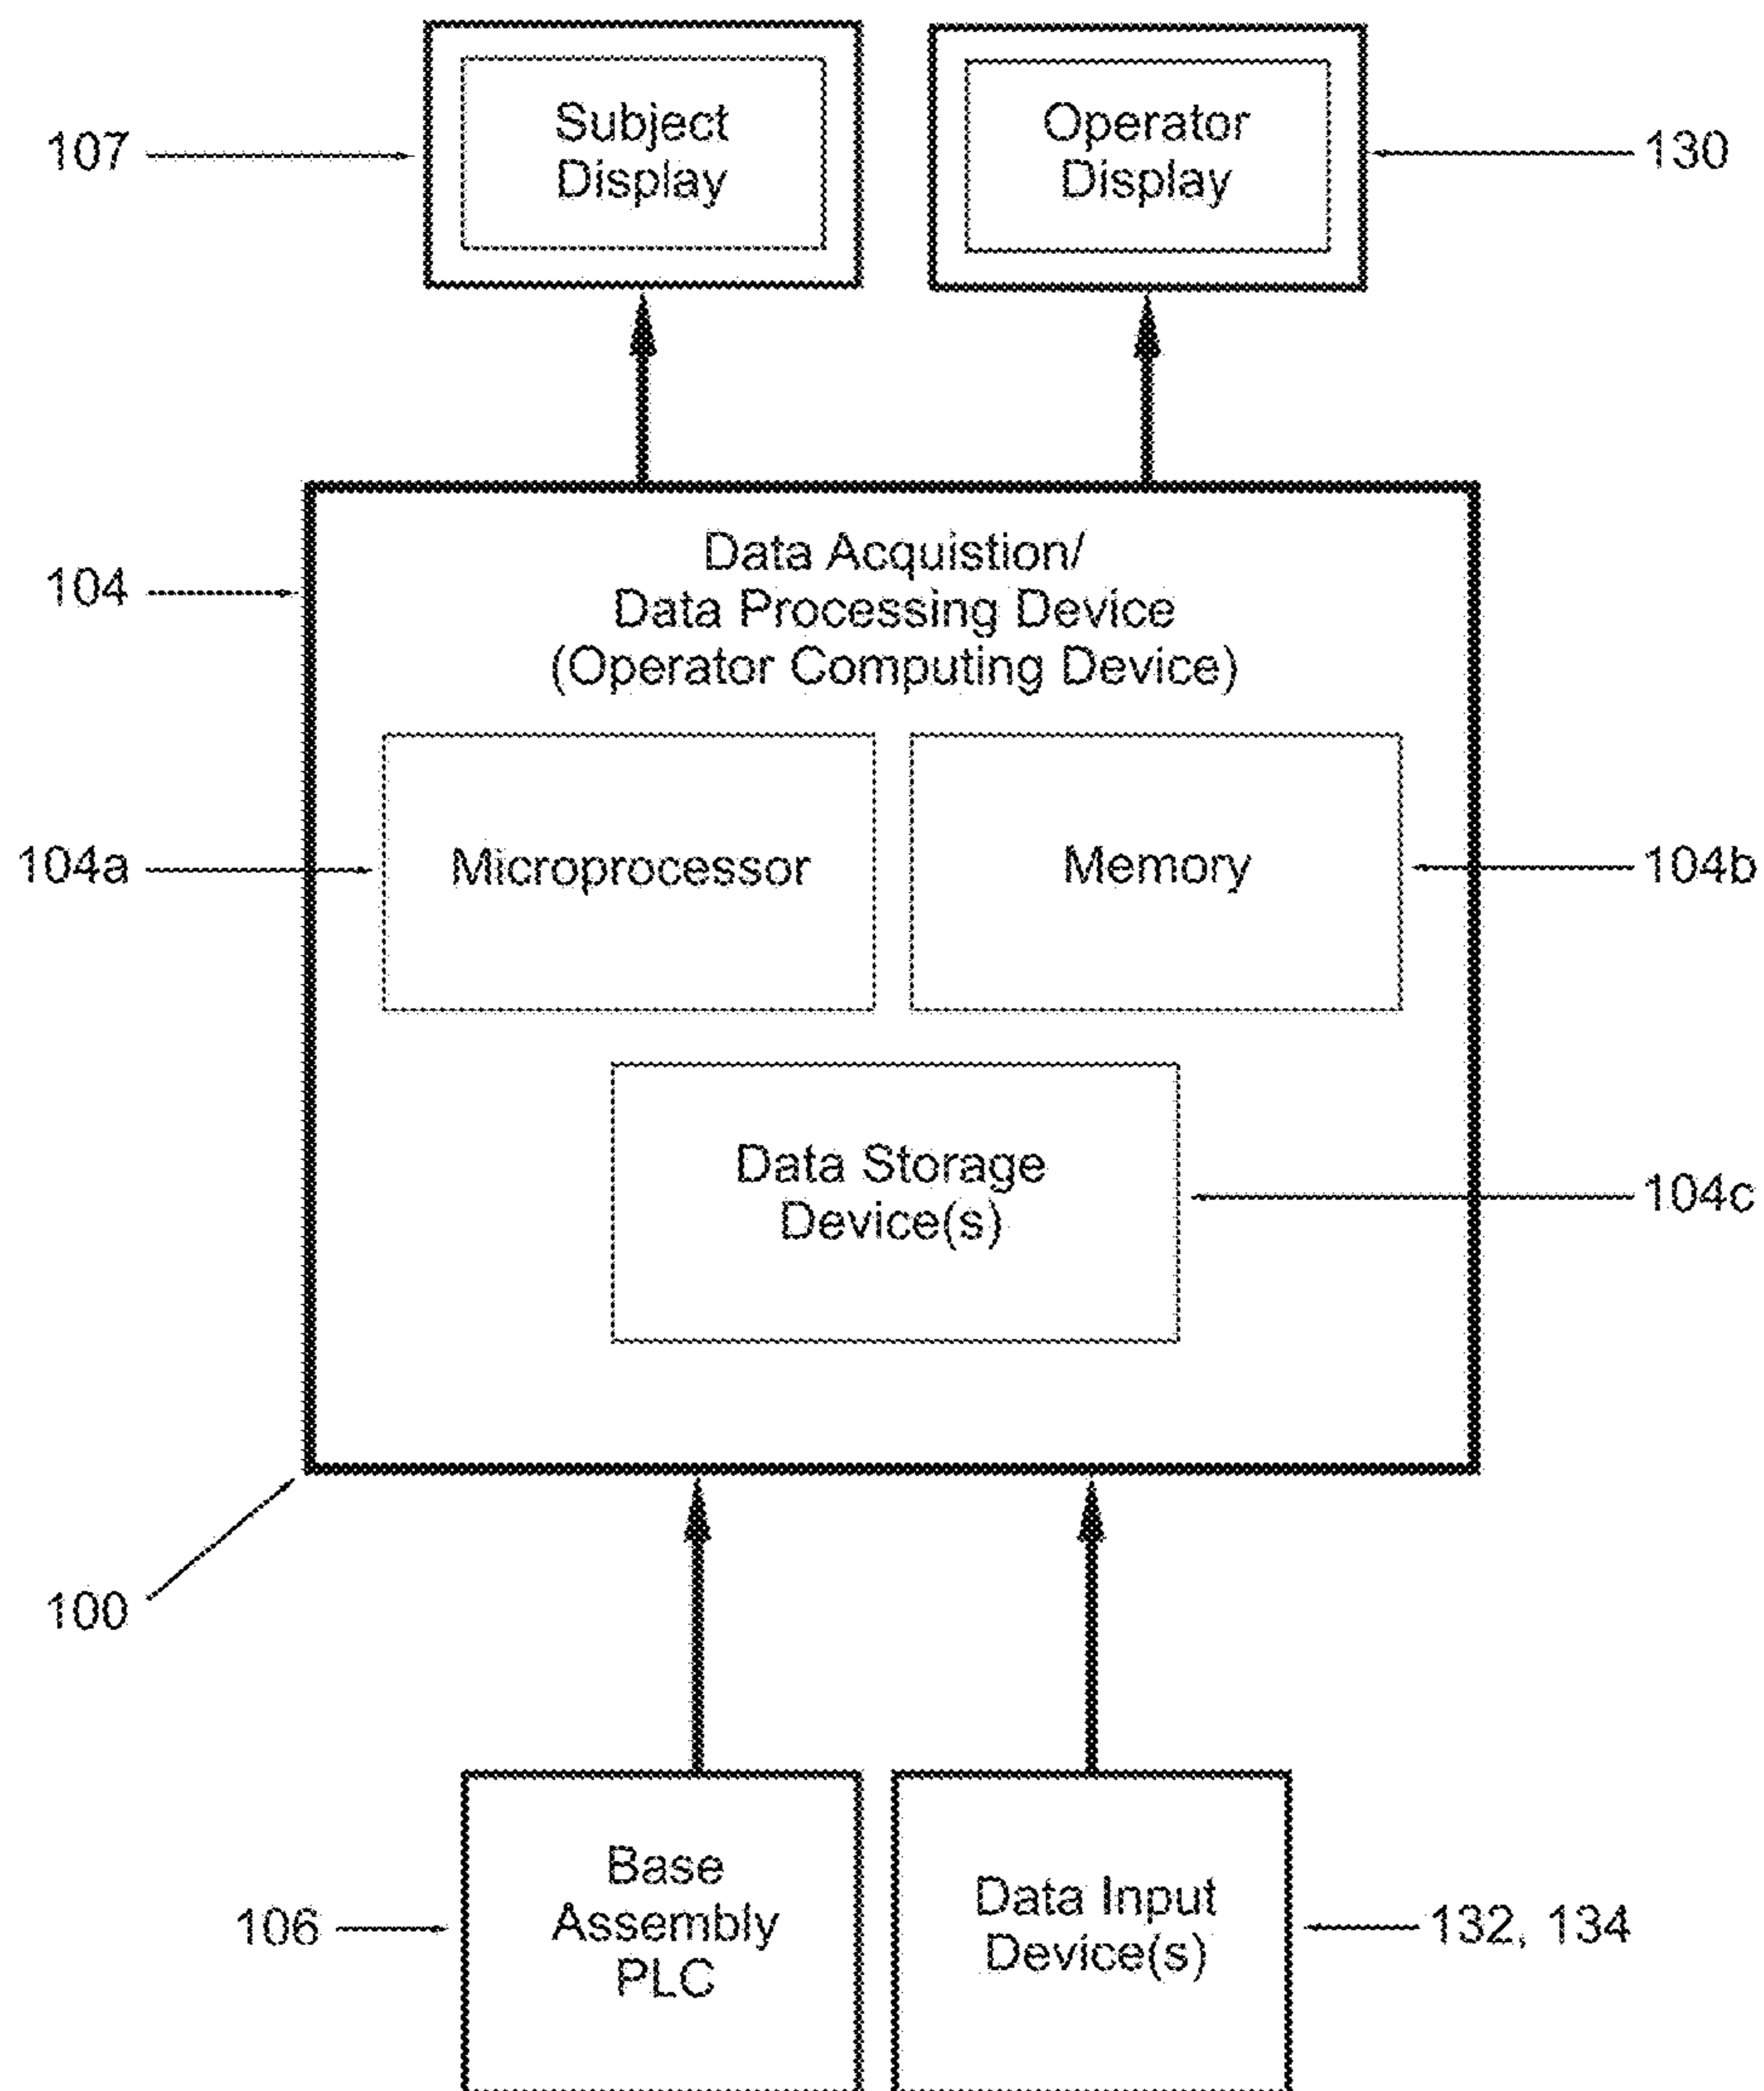 Subject
Display
Operator
Display
107
130
Data Acquistion/
Data Processing Device
(Operator Computing Device)
104
Microprocessor
Memory
104a
104b
Data Storage
Device(s)
104c
100
Base
Assembly
PLC
Data Input
Device(s)
106
132, 134